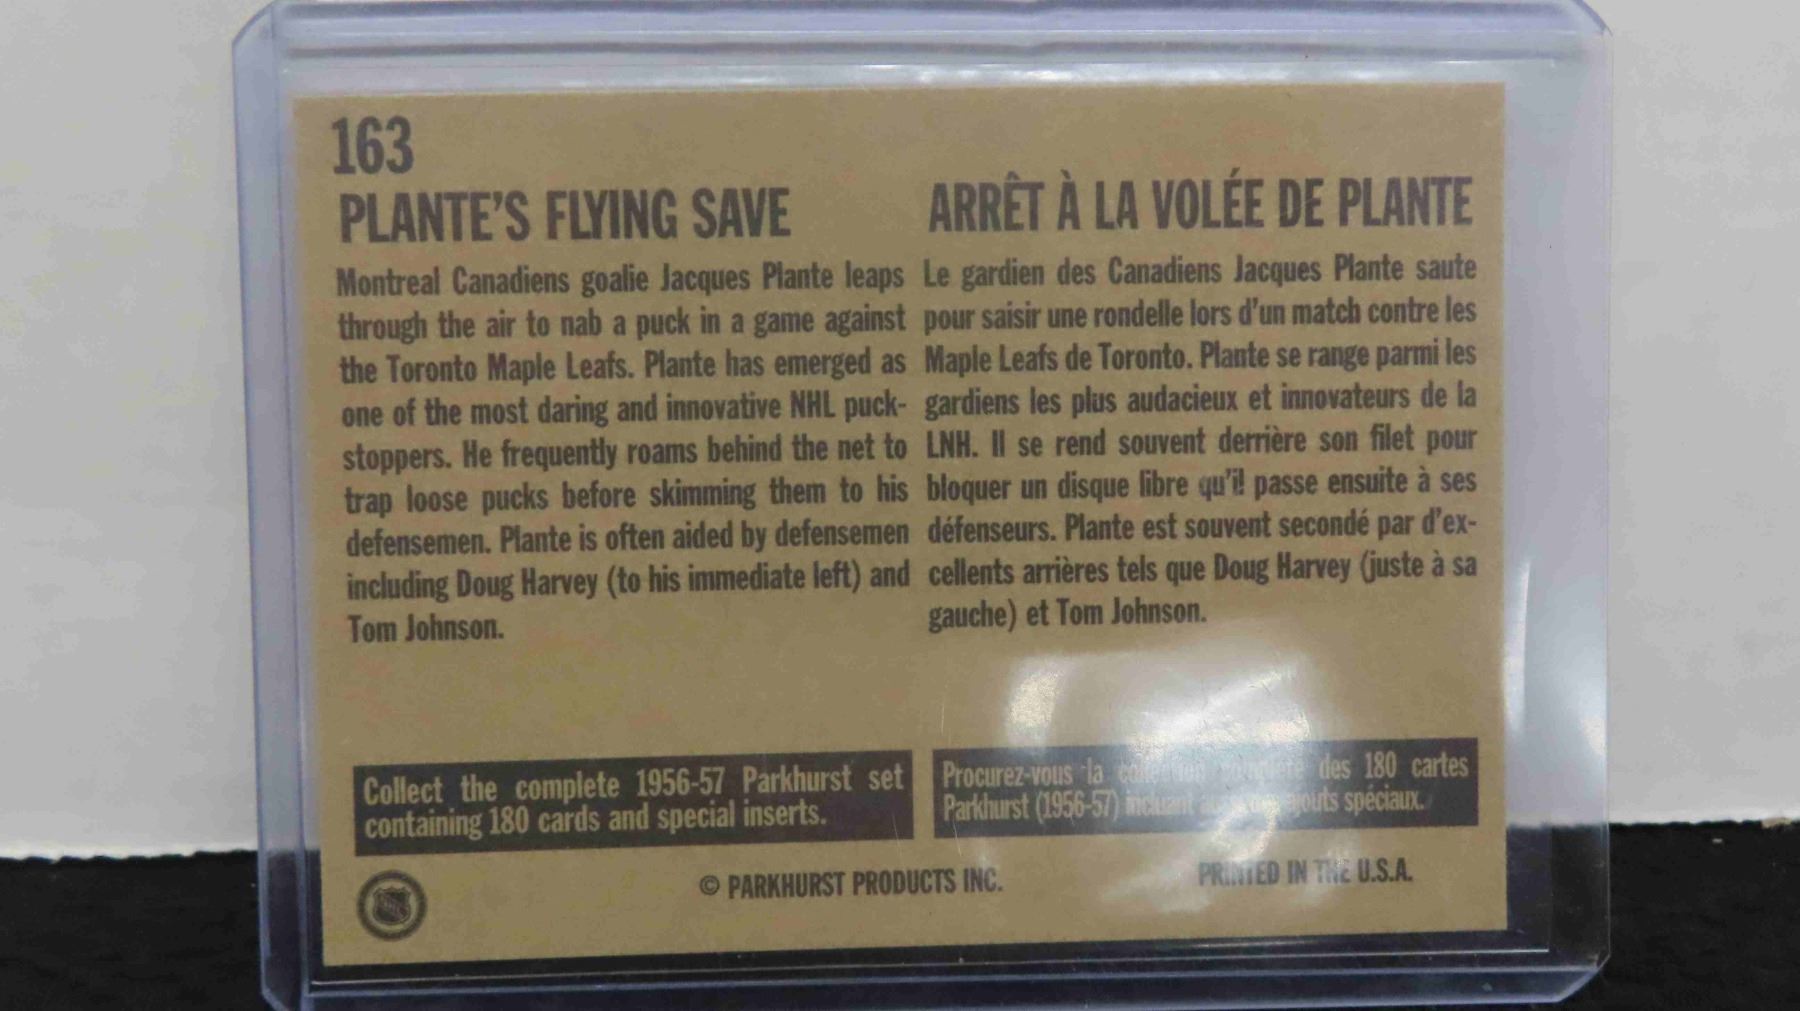 163
PLANTE'S FLYING SAVE
Montreal Canadiens goalie Jacques Plante leaps
through the air to nab a puck in a game against
the Toronto Maple Leafs. Plante has emerged as
one of the most daring and innovative NHL puck-
stoppers. He frequently roams behind the net to
trap loose pucks before skimming them to his
defensemen. Plante is often aided by defensemen
including Doug Harvey (to his immediate left) and
Tom Johnson.
Collect the complete 1956-57 Parkhurst set
containing 180 cards and special inserts.
ARRÊT À LA VOLÉE DE PLANTE
Le gardien des Canadiens Jacques Plante saute
pour saisir une rondelle lors d'un match contre les
Maple Leafs de Toronto. Plante se range parmi les
gardiens les plus audacieux et innovateurs de la
LNH. Il se rend souvent derrière son filet pour
bloquer un disque libre qu'il passe ensuite à ses
défenseurs. Plante est souvent secondé par d'ex-
cellents arrières tels que Doug Harvey (juste à sa
gauche) et Tom Johnson.
Procurez-vous la collection complète des 180 cartes
Parkhurst (1956-57) incluant ajouts spéciaux.
© PARKHURST PRODUCTS INC.
PRINTED IN THE U.S.A.